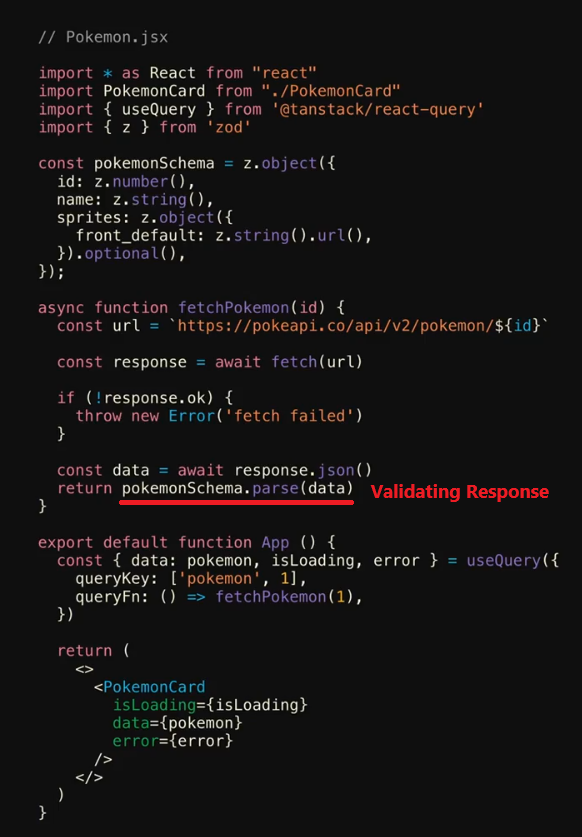 // Pokemon.jsx
import * as React from "react"
import PokemonCard from "./PokemonCard"
import { useQuery } from '@tanstack/react-query'
import { z } from 'zod'
const pokemonSchema = z.object({
id: z.number(),
name: z.string(),
sprites: z.object({
front_default: z.string().url(),
}).optional(),
});
async function fetchPokemon(id) {
const url = `https://pokeapi.co/api/v2/pokemon/${id}`
const response = await fetch(url)
if (!response.ok) {
throw new Error('fetch failed')
}
const data = await response.json()
return pokemonSchema.parse(data) Validating Response
}
export default function App () {
const { data: pokemon, isLoading, error } = useQuery({
queryKey: ['pokemon', 1],
queryFn: () => fetchPokemon(1),
})
return (
<>
<PokemonCard
isLoading={isLoading}
data={pokemon}
error={error}
/>
</>
)
}